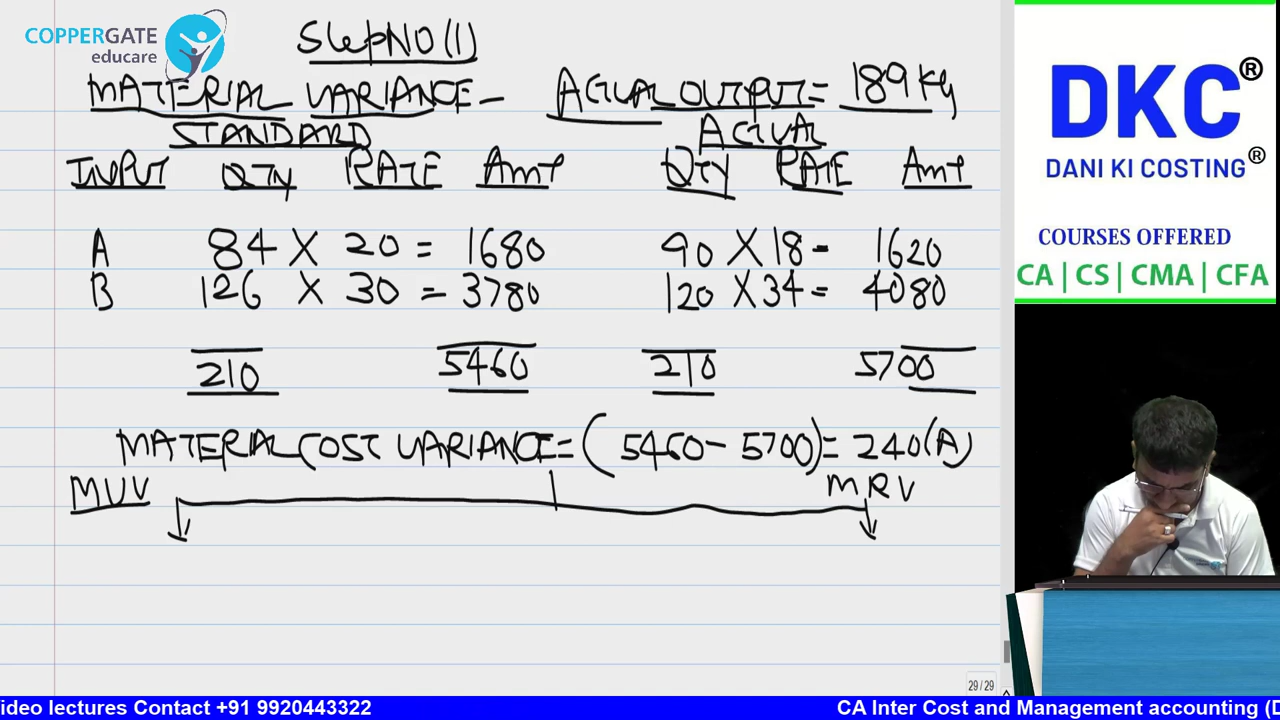 COPPERGATE
educare
Step NO (1)
MATERIAL VARIANCE - ACTUAL OUTPUT = 189 Kg
STANDARD ACTUAL
INPUT QTY RATE Amt QTY RATE Amt
A 84 X 20 = 1680 90 X 18 = 1620
B 126 X 30 = 3780 120 X 34 = 4080
210 5460 210 5700
MATERIAL COST VARIANCE = (5460 - 5700) = 240 (A)
MUV MRV
29/29
DKC®
DANI KI COSTING®
COURSES OFFERED
CA | CS | CMA | CFA
ideo lectures Contact +91 9920443322 CA Inter Cost and Management accounting (D